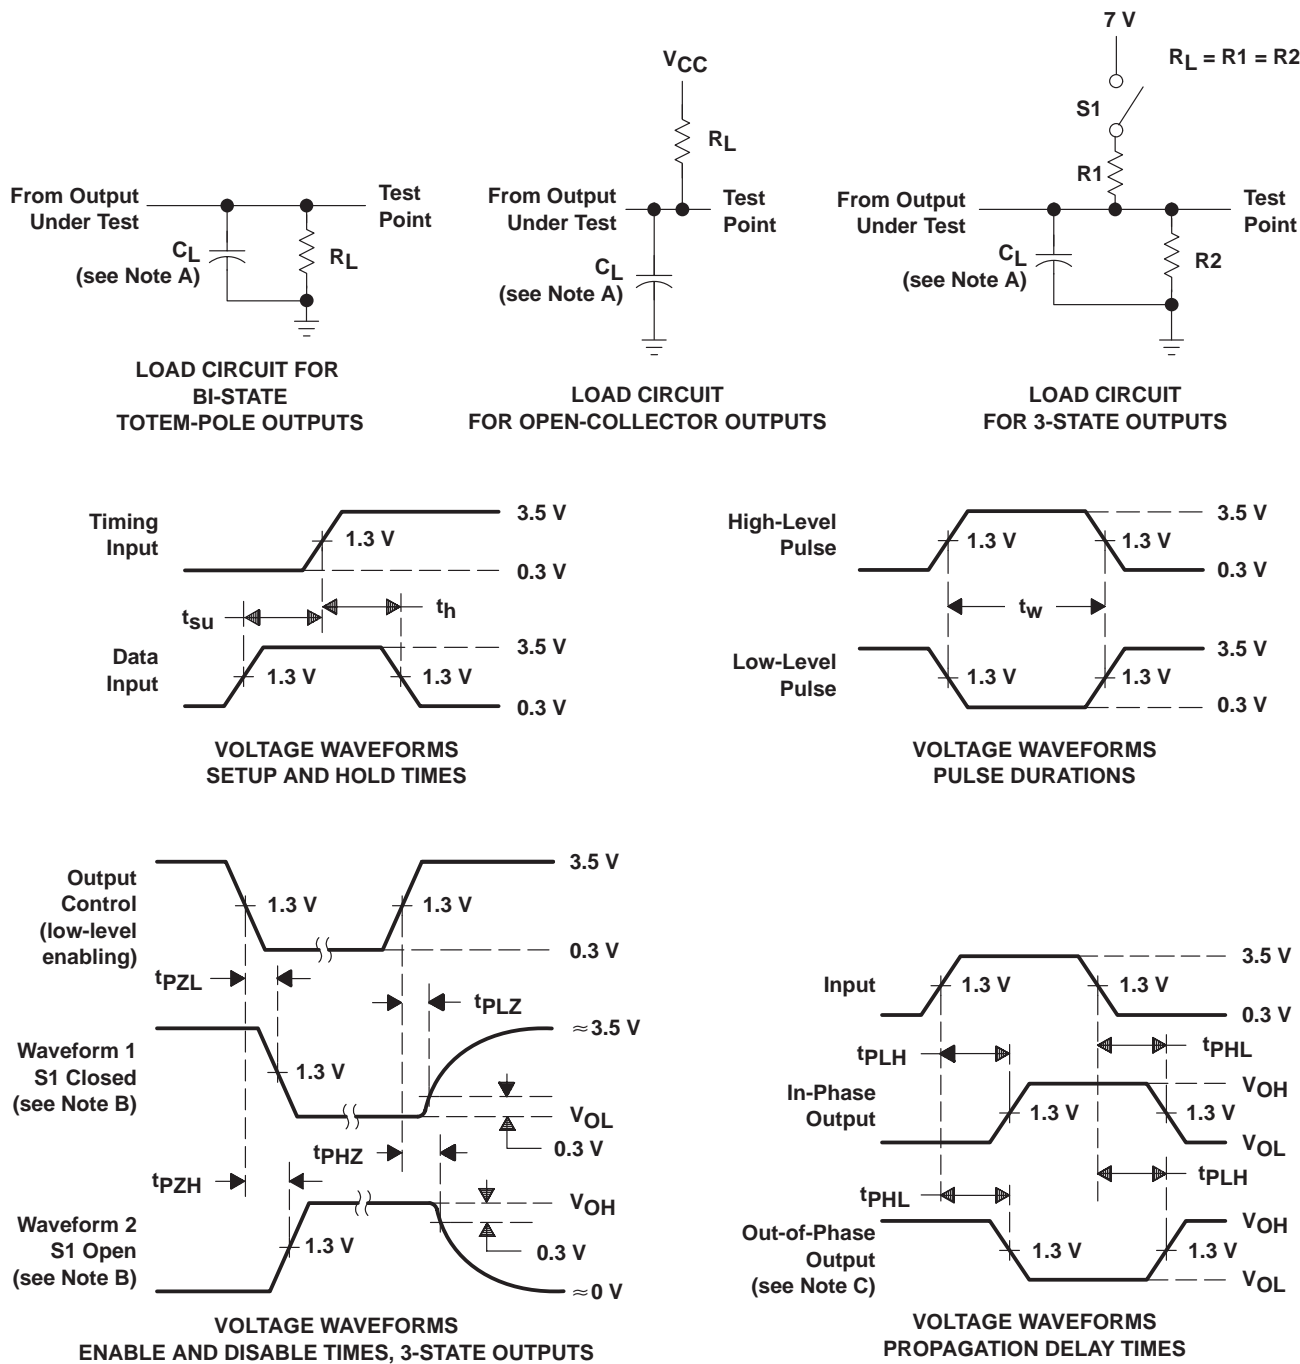 From Output
Under Test
Test
Point
CL
(see Note A)
RL
LOAD CIRCUIT FOR
BI-STATE
TOTEM-POLE OUTPUTS
VCC
RL
From Output
Under Test
Test
Point
CL
(see Note A)
LOAD CIRCUIT
FOR OPEN-COLLECTOR OUTPUTS
7 V
RL = R1 = R2
S1
R1
From Output
Under Test
Test
Point
CL
(see Note A)
R2
LOAD CIRCUIT
FOR 3-STATE OUTPUTS
Timing
Input
3.5 V
1.3 V
0.3 V
tsu
th
Data
Input
3.5 V
1.3 V
1.3 V
0.3 V
VOLTAGE WAVEFORMS
SETUP AND HOLD TIMES
High-Level
Pulse
3.5 V
1.3 V
1.3 V
0.3 V
tw
Low-Level
Pulse
3.5 V
1.3 V
1.3 V
0.3 V
VOLTAGE WAVEFORMS
PULSE DURATIONS
Output
Control
(low-level
enabling)
3.5 V
1.3 V
1.3 V
0.3 V
tPZL
tPLZ
Waveform 1
S1 Closed
(see Note B)
≈3.5 V
1.3 V
VOL
0.3 V
tPHZ
tPZH
Waveform 2
S1 Open
(see Note B)
VOH
1.3 V
0.3 V
≈0 V
VOLTAGE WAVEFORMS
ENABLE AND DISABLE TIMES, 3-STATE OUTPUTS
Input
3.5 V
1.3 V
1.3 V
0.3 V
tPLH
tPHL
In-Phase
Output
VOH
1.3 V
1.3 V
VOL
tPHL
tPLH
Out-of-Phase
Output
(see Note C)
VOH
1.3 V
1.3 V
VOL
VOLTAGE WAVEFORMS
PROPAGATION DELAY TIMES